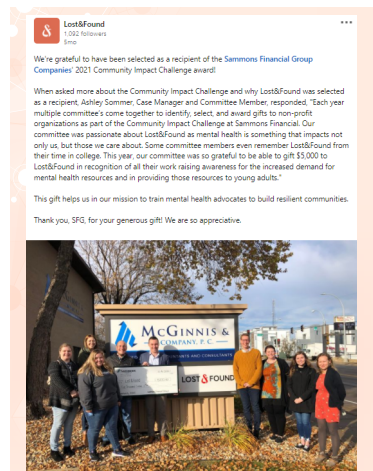 Lost&Found
1,092 followers
5mo
We're grateful to have been selected as a recipient of the Sammons Financial Group
Companies' 2021 Community Impact Challenge award!
When asked more about the Community Impact Challenge and why Lost&Found was selected
as a recipient, Ashley Sommer, Case Manager and Committee Member, responded, "Each year
multiple committee's come together to identify, select, and award gifts to non-profit
organizations as part of the Community Impact Challenge at Sammons Financial. Our
committee was passionate about Lost&Found as mental health is something that impacts not
only us, but those we care about. Some committee members even remember Lost&Found from
their time in college. This year, our committee was so grateful to be able to gift $5,000 to
Lost&Found in recognition of all their work raising awareness for the increased demand for
mental health resources and in providing those resources to young adults."
This gift helps us in our mission to train mental health advocates to build resilient communities.
Thank you, SFG, for your generous gift! We are so appreciative.
MCGINNIS &
COMPANY, P. C.
AND CONSULTANTS
LOST&FOUND